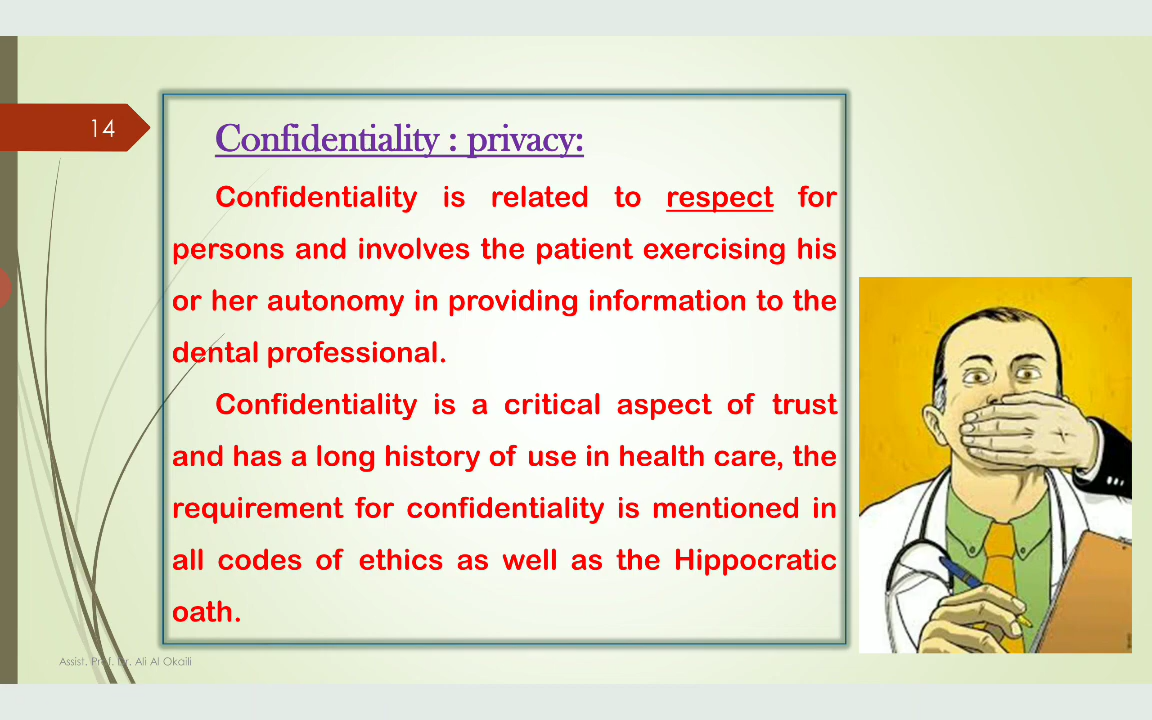 14
Confidentiality : privacy:
Confidentiality is related to respect for
persons and involves the patient exercising his
or her autonomy in providing information to the
dental professional.
Confidentiality is a critical aspect of trust
and has a long history of use in health care, the
requirement for confidentiality is mentioned in
all codes of ethics as well as the Hippocratic
oath.
Assist. Prof. Dr. Ali Al Okaili